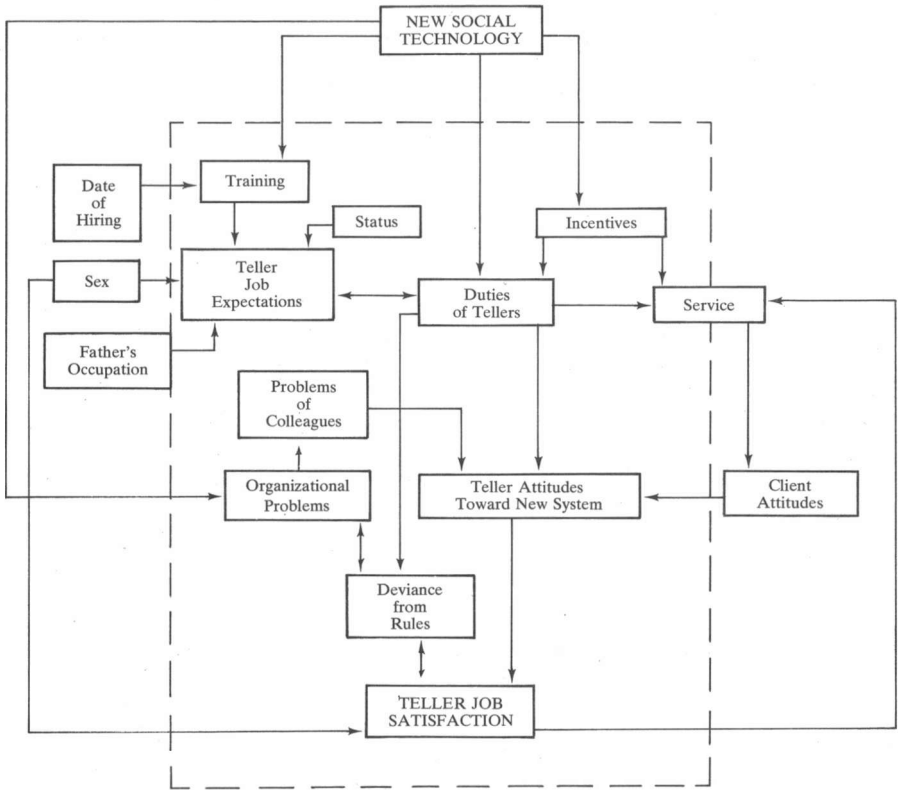 NEW SOCIAL
TECHNOLOGY
Date
of
Hiring
Training
Status
Incentives
Sex
Teller
Job
Expectations
Duties
of Tellers
Service
Father's
Occupation
Problems
of
Colleagues
Organizational
Problems
Teller Attitudes
Toward New System
Client
Attitudes
Deviance
from
Rules
TELLER JOB
SATISFACTION